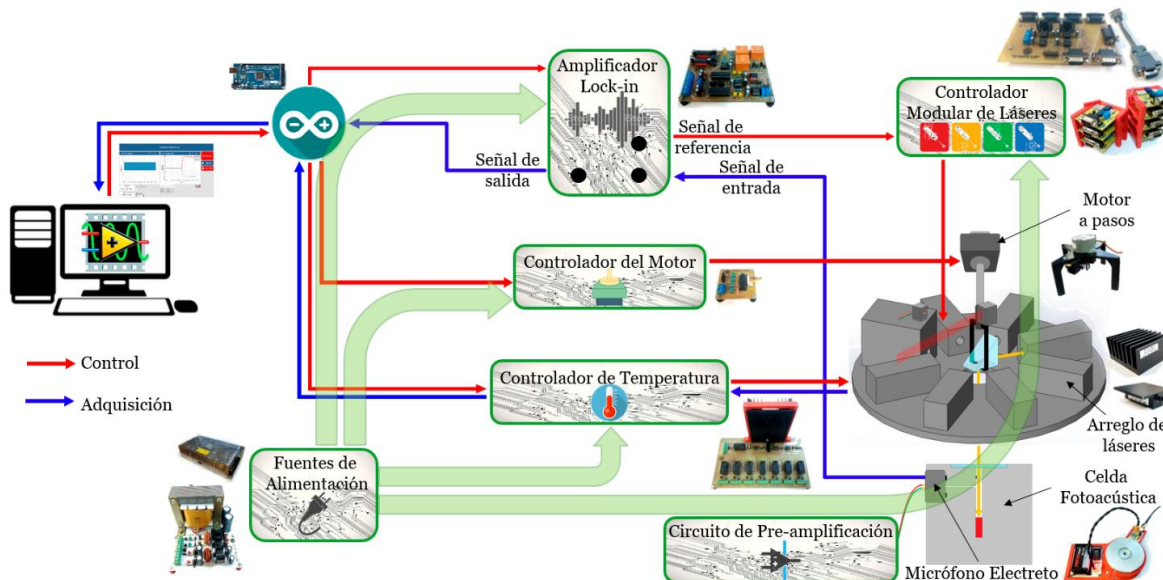 Amplificador
Lock-in
Controlador
Modular de Láseres
Señal de
referencia
Señal de
salida
Señal de
entrada
Motor
a pasos
Controlador del Motor
Control
Controlador de Temperatura
Adquisición
Arreglo de
láseres
Fuentes de
Alimentación
Celda
Fotoacústica
Circuito de Pre-amplificación
Micrófono Electreto